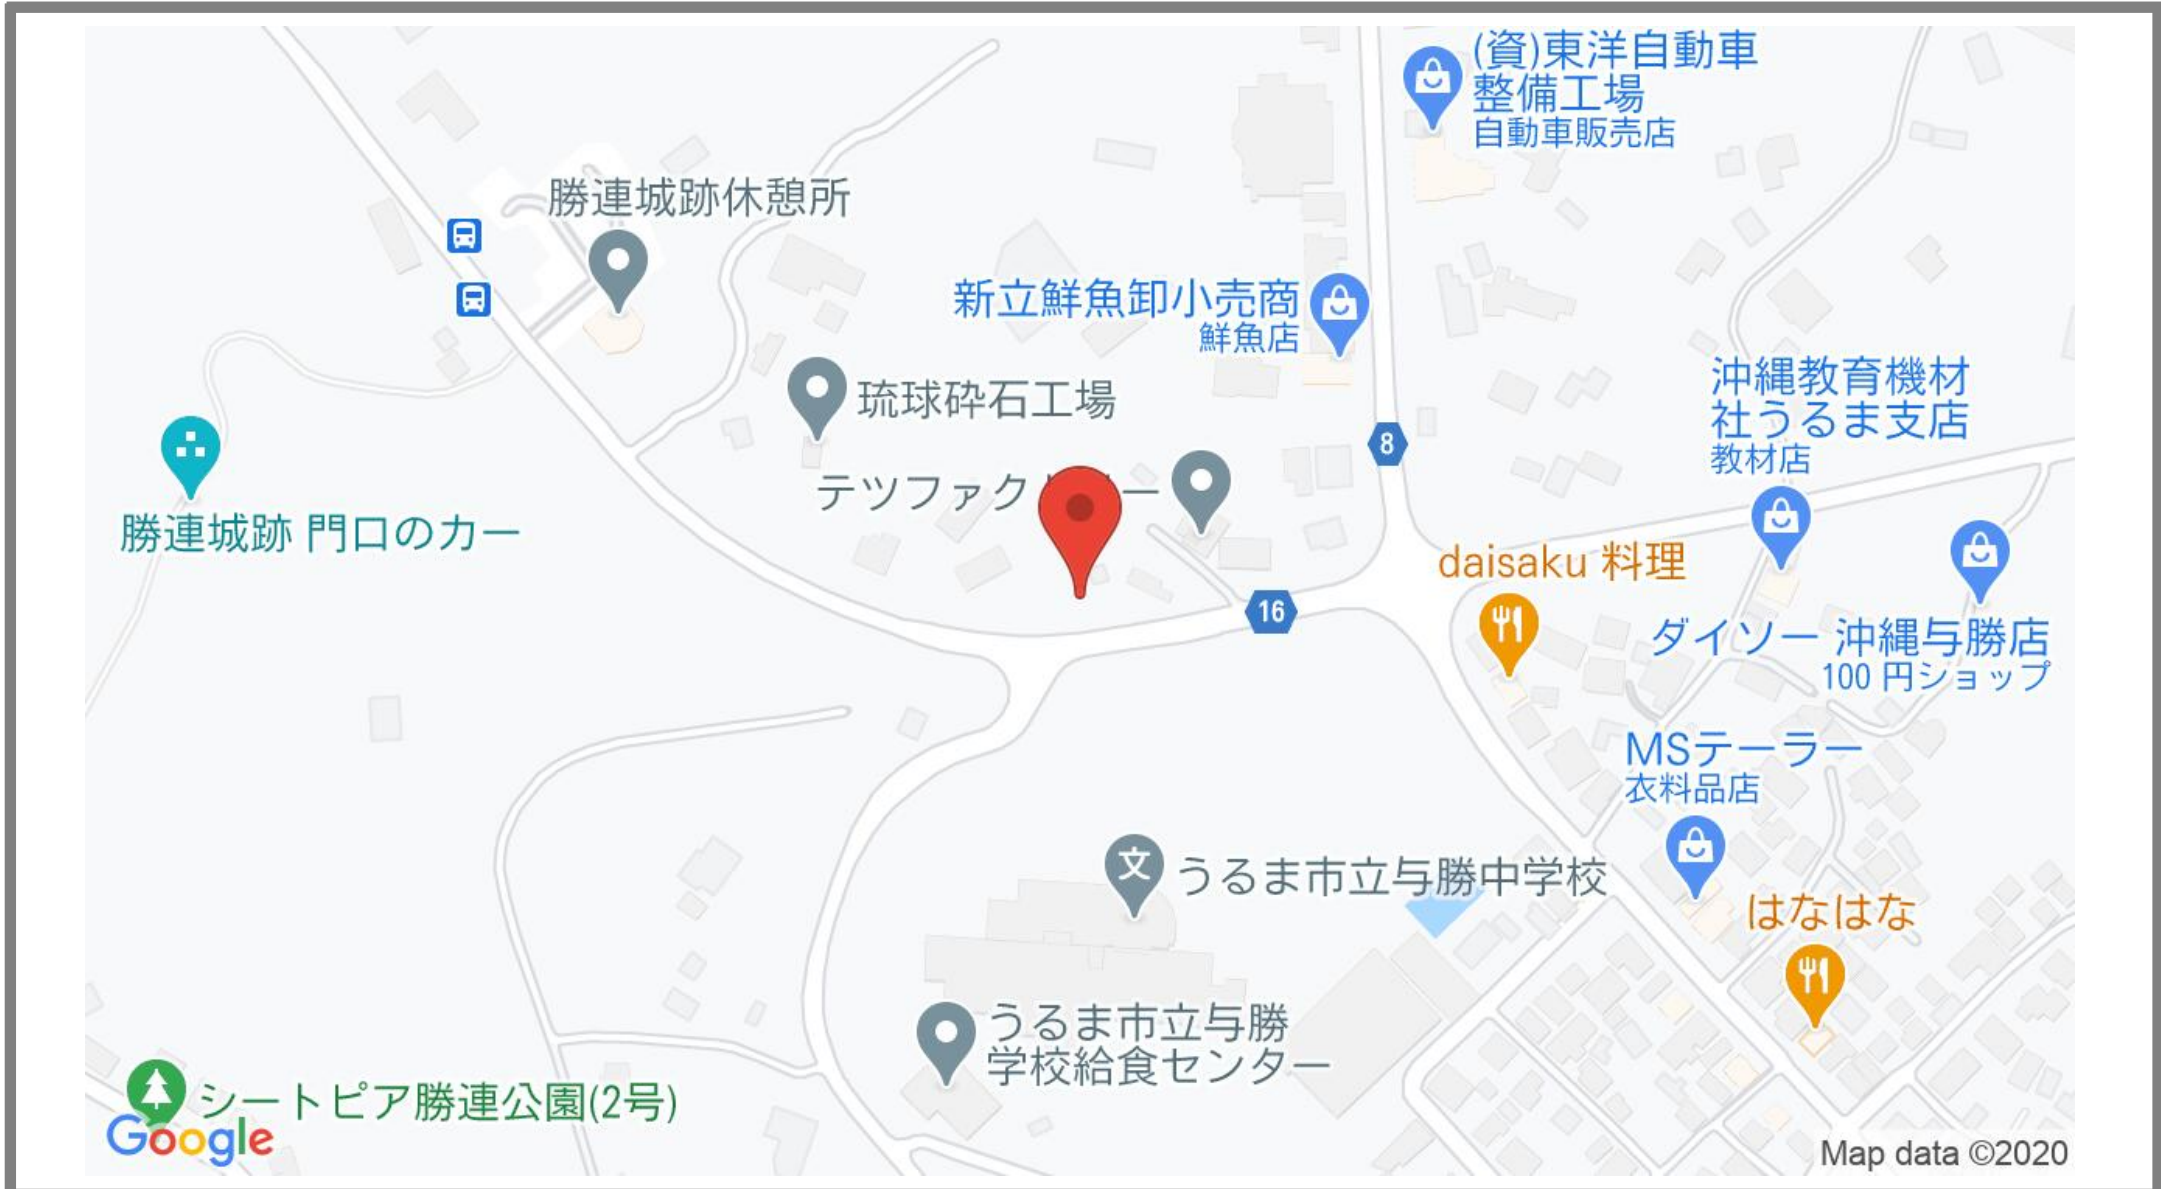 (資)東洋自動車
整備工場
自動車販売店
勝連城跡休憩所
新立鮮魚卸小売商
鮮魚店
琉球砕石工場
沖縄教育機材
社うるま支店
教材店
8
テツファク
ー
勝連城跡 門口のカー
daisaku 料理
16
ダイソー 沖縄与勝店
100 円ショップ
MSテーラー
衣料品店
うるま市立与勝中学校
はなはな
うるま市立与勝
学校給食センター
シートピア勝連公園(2号)
Google
Map data ©2020
文